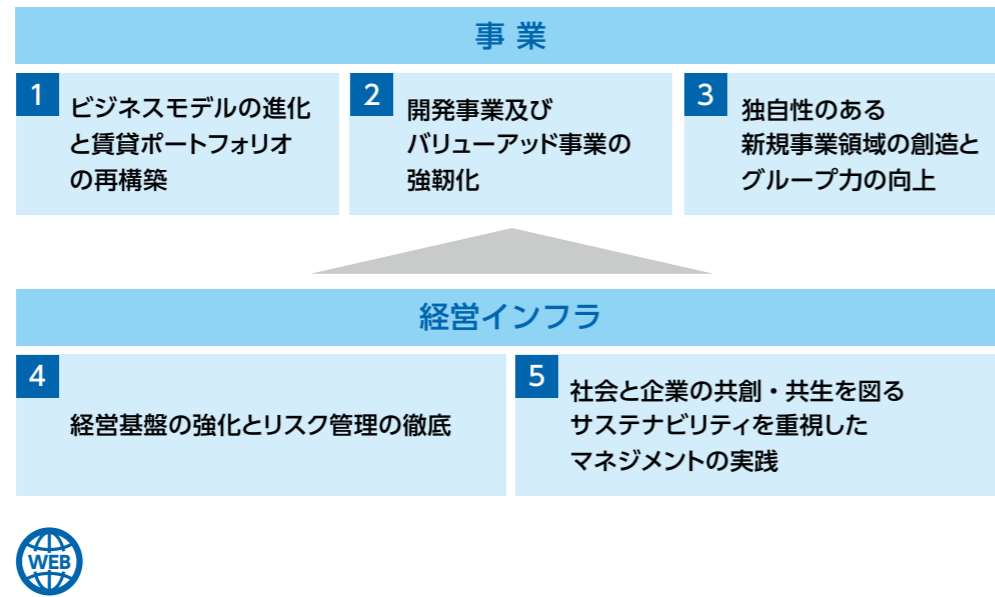 事 業
1
ビジネスモデルの進化
と賃貸ポートフォリオ
の再構築
2
開発事業及び
バリューアッド事業の
強靭化
3
独自性のある
新規事業領域の創造と
グループ力の向上
経営インフラ
4
経営基盤の強化とリスク管理の徹底
5
社会と企業の共創・共生を図る
サステナビリティを重視した
マネジメントの実践
WEB